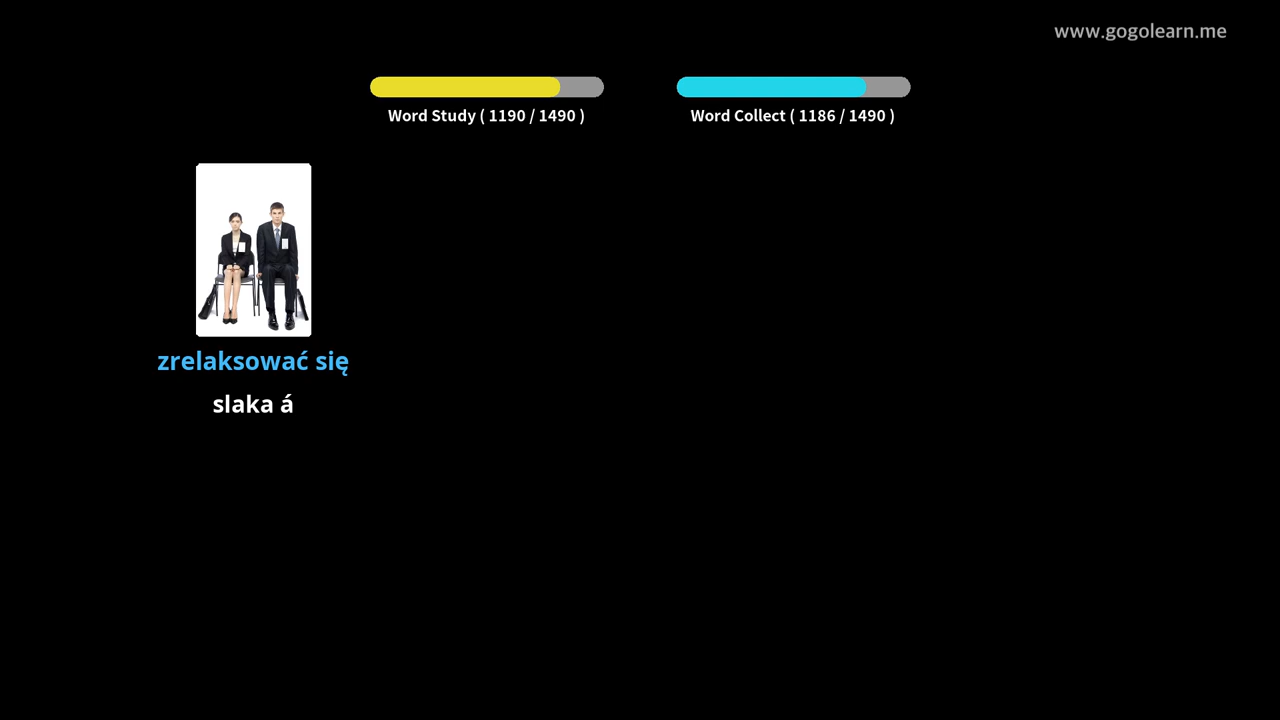 www.gogolearn.me
Word Study ( 1190 / 1490 )
Word Collect ( 1186 / 1490 )
zrelaksować się
slaka á